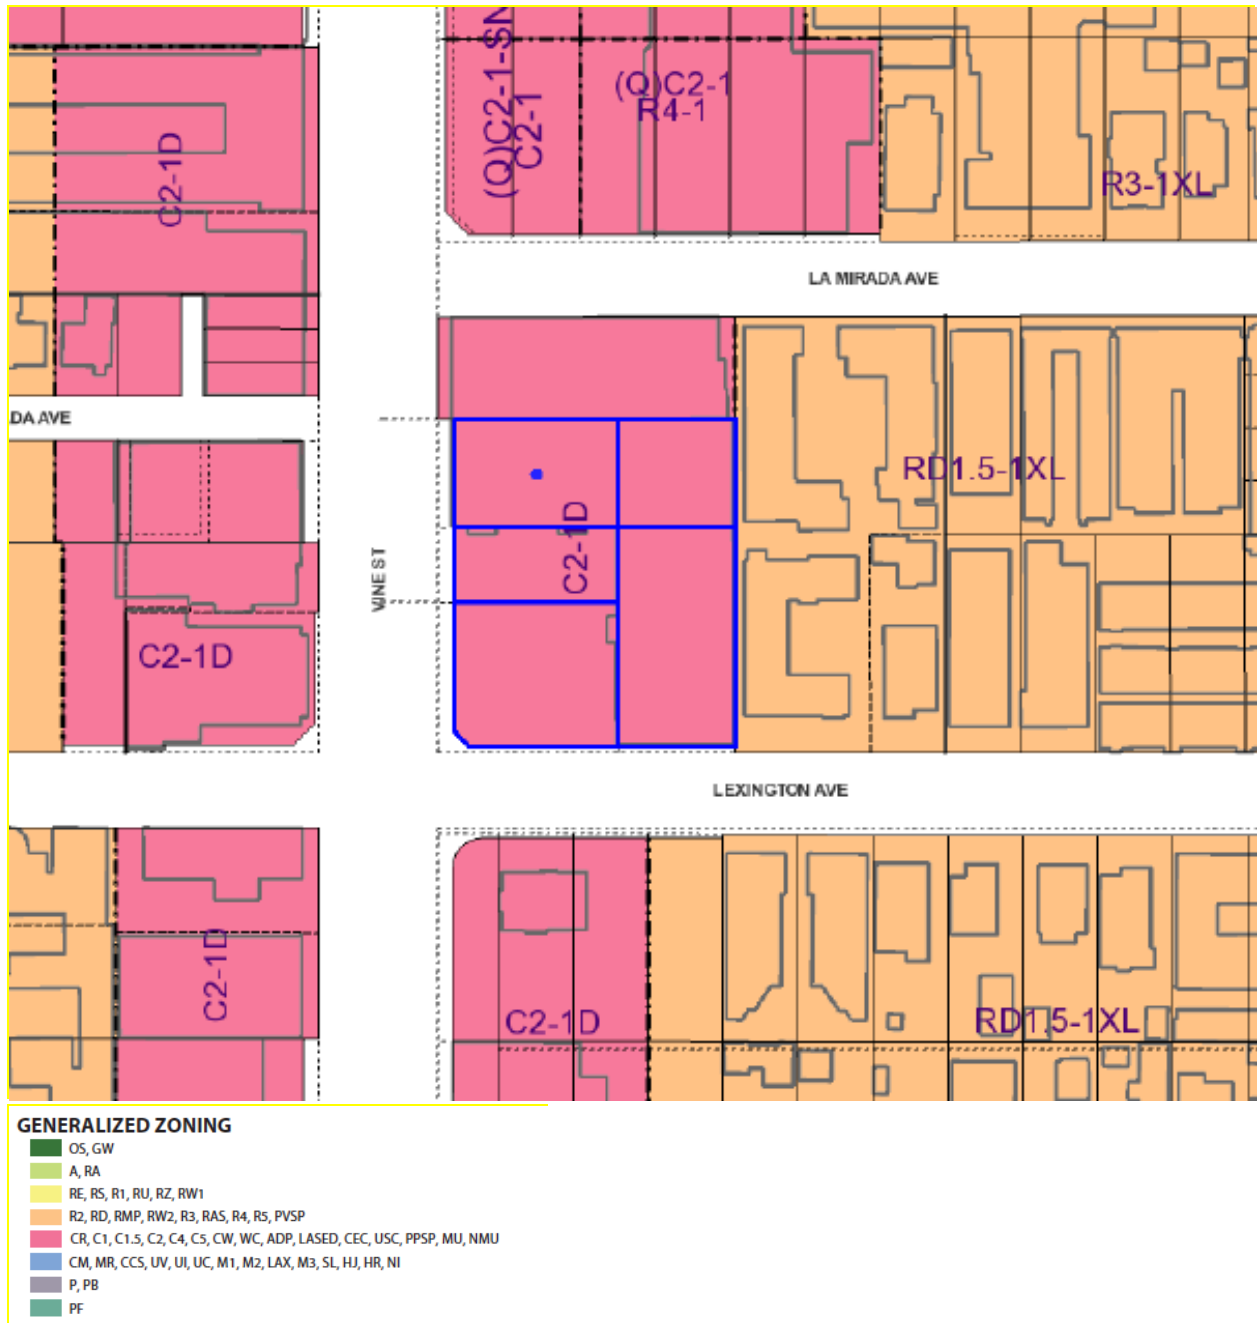 (Q)C2-1-SN
C2-1
(Q)C2-1
R4-1
C2-1D
R3-1XL
LA MIRADA AVE
DA AVE
RD1.5-1XL
C2-1D
VINE ST
C2-1D
LEXINGTON AVE
C2-1D
C2-1D
RD1.5-1XL
GENERALIZED ZONING
OS, GW
A, RA
RE, RS, R1, RU, RZ, RW1
R2, RD, RMP, RW2, R3, RAS, R4, R5, PVSP
CR, C1, C1.5, C2, C4, C5, CW, WC, ADP, LASED, CEC, USC, PPSP, MU, NMU
CM, MR, CCS, UV, UI, UC, M1, M2, LAX, M3, SL, HJ, HR, NI
P, PB
PF